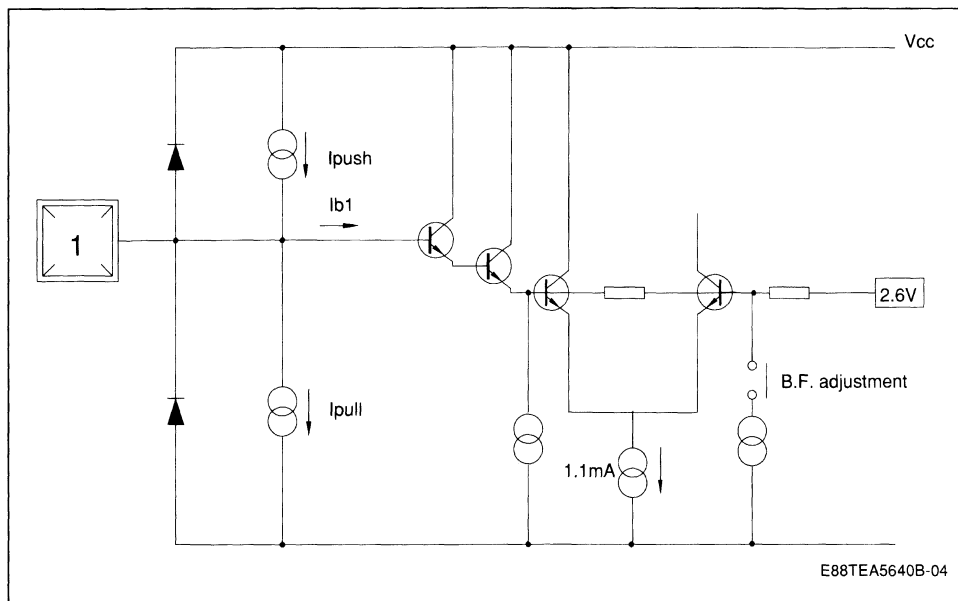 Vcc
Ipush
Ib1
1
2.6V
B.F. adjustment
Ipull
1.1mA
E88TEA5640B-04